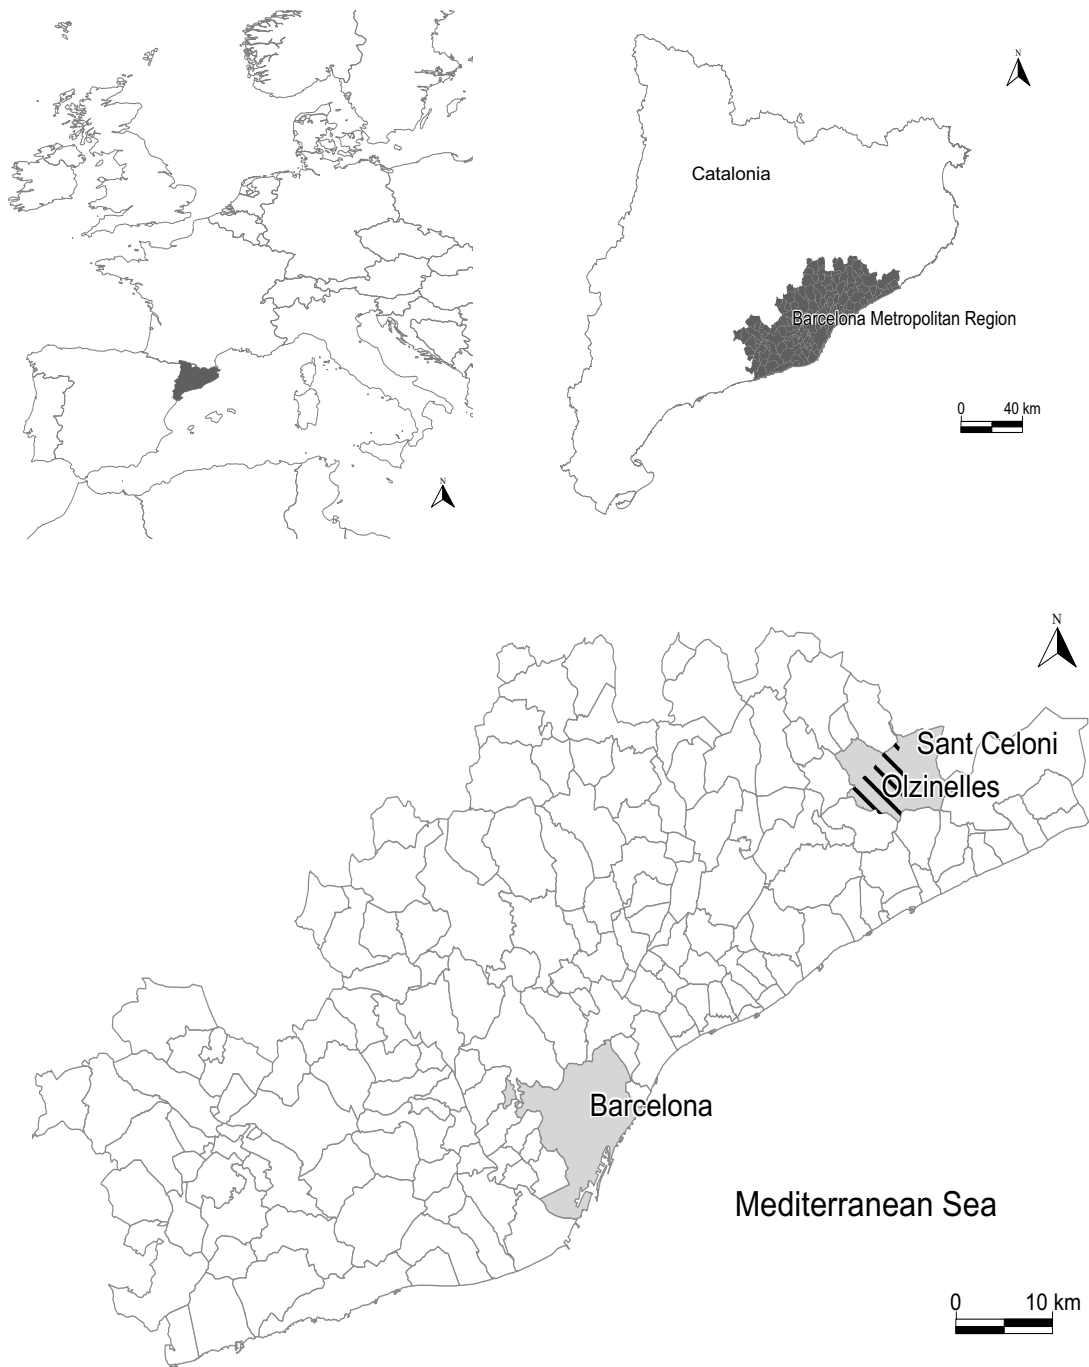 N
Catalonia
Barcelona Metropolitan Region
0 40 km
N
N
Sant Celoni
Olzinelles
Barcelona
Mediterranean Sea
0 10 km